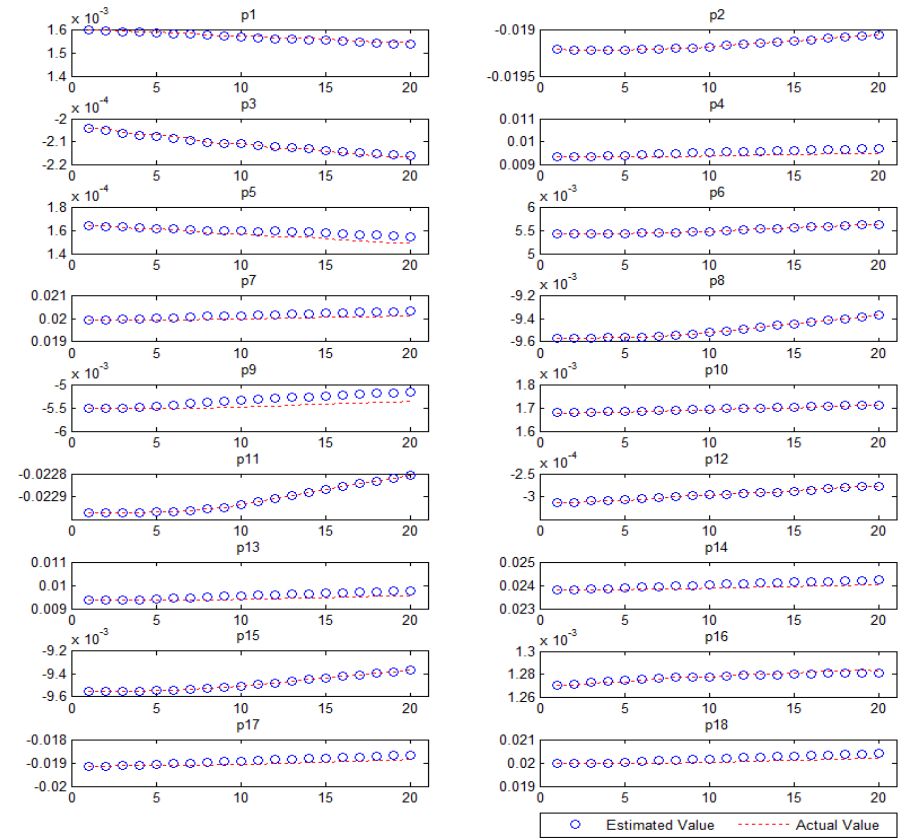 x 10⁻³
p1
1.6
1.5
1.4
0 5 10 15 20
p2
-0.019
-0.0195
0 5 10 15 20
x 10⁻⁴
p3
-2
-2.1
-2.2
0 5 10 15 20
p4
0.011
0.01
0.009
0 5 10 15 20
x 10⁻⁴
p5
1.8
1.6
1.4
0 5 10 15 20
x 10⁻³
p6
6
5.5
5
0 5 10 15 20
p7
0.021
0.02
0.019
0 5 10 15 20
x 10⁻³
p8
-9.2
-9.4
-9.6
0 5 10 15 20
x 10⁻³
p9
-5
-5.5
-6
0 5 10 15 20
x 10⁻³
p10
1.8
1.7
1.6
0 5 10 15 20
p11
-0.0228
-0.0229
0 5 10 15 20
x 10⁻⁴
p12
-2.5
-3
0 5 10 15 20
p13
0.011
0.01
0.009
0 5 10 15 20
p14
0.025
0.024
0.023
0 5 10 15 20
x 10⁻³
p15
-9.2
-9.4
-9.6
0 5 10 15 20
x 10⁻³
p16
1.3
1.28
1.26
0 5 10 15 20
p17
-0.018
-0.019
-0.02
0 5 10 15 20
p18
0.021
0.02
0.019
0 5 10 15 20
Estimated Value Actual Value